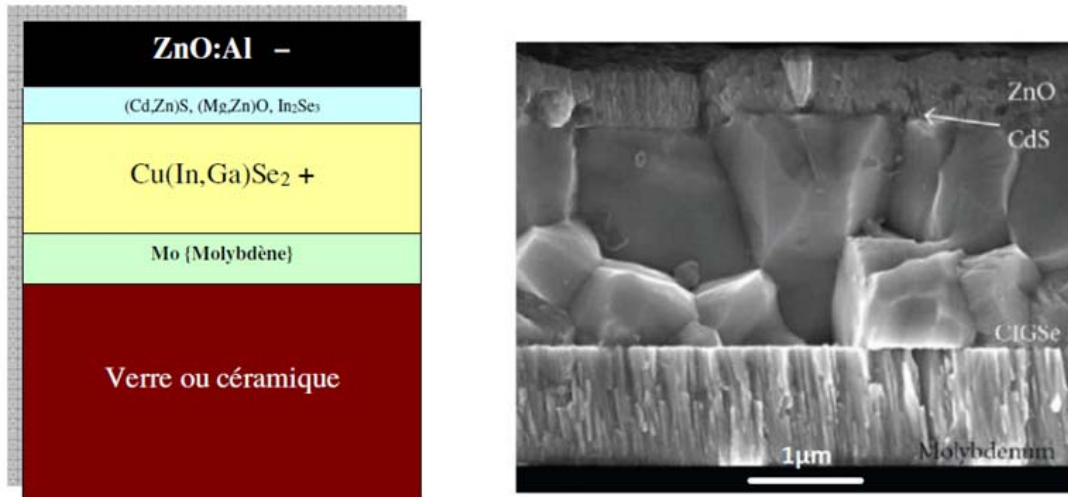 ZnO:Al –
(Cd,Zn)S, (Mg,Zn)O, In₂Se₃
Cu(In,Ga)Se₂ +
Mo {Molybdène}
Verre ou céramique
ZnO
CdS
CIGSe
Molybdenum
1μm